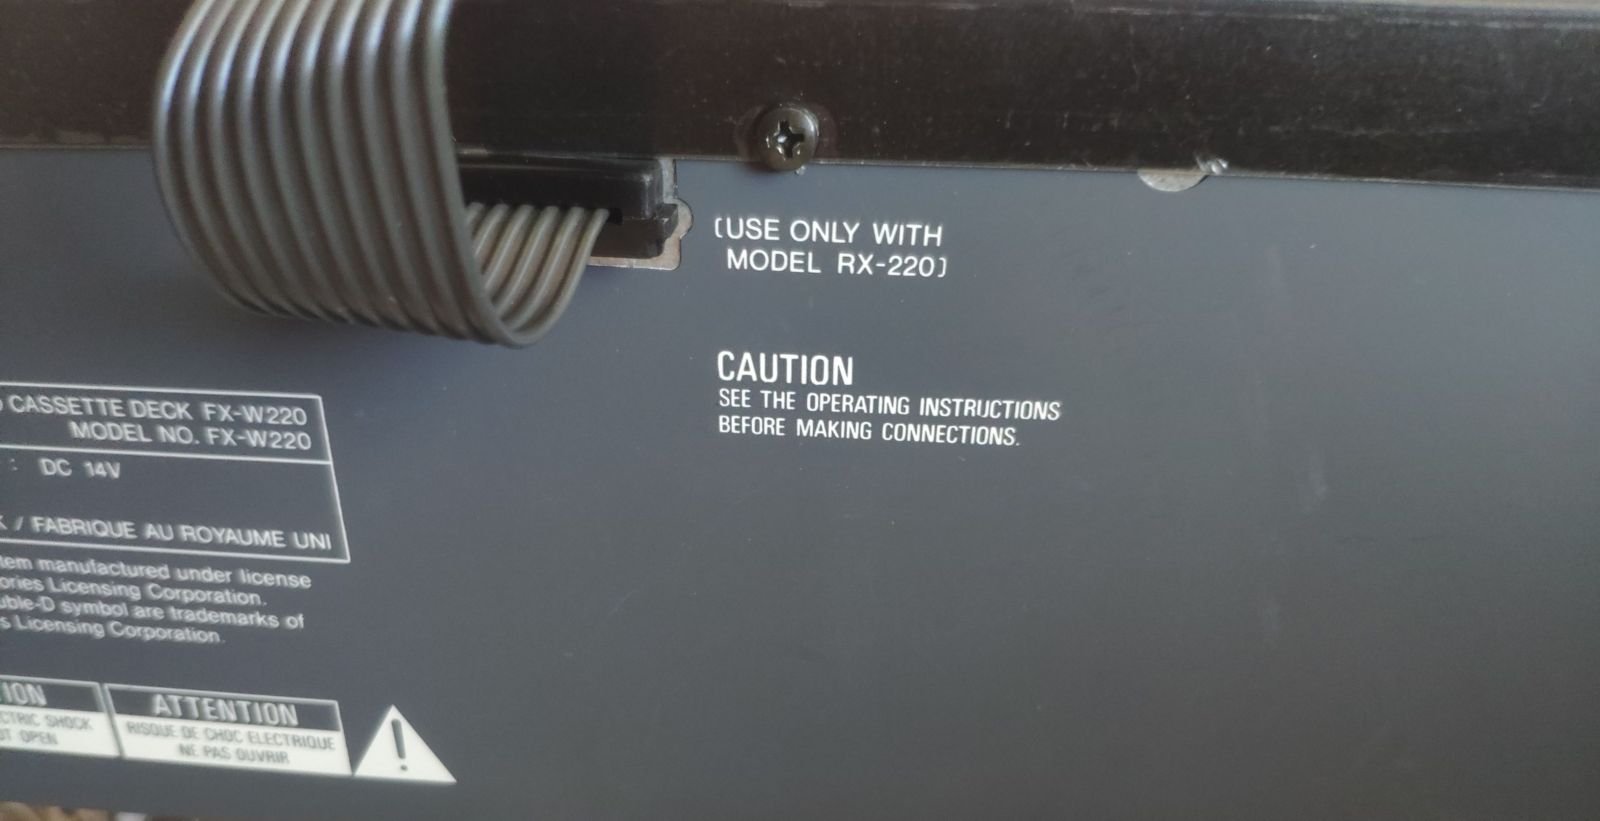 (USE ONLY WITH
MODEL RX-220)
CAUTION
SEE THE OPERATING INSTRUCTIONS
BEFORE MAKING CONNECTIONS.
CASSETTE DECK FX-W220
MODEL NO. FX-W220
: DC 14V
/ FABRIQUE AU ROYAUME UNI
manufactured under license
Licensing Corporation.
symbol are trademarks of
Licensing Corporation.
SHOCK
OPEN
ATTENTION
RISQUE DE CHOC ELECTRIQUE
NE PAS OUVRIR
!